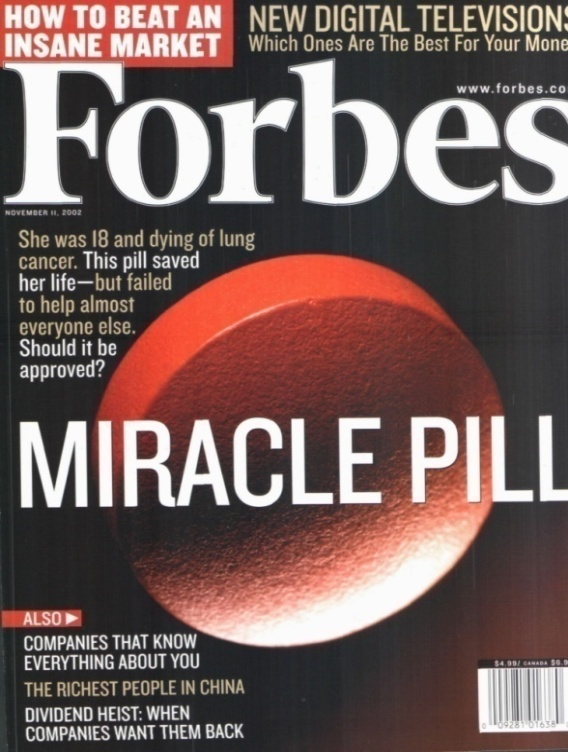 HOW TO BEAT AN
INSANE MARKET
NEW DIGITAL TELEVISIONS
Which Ones Are The Best For Your Mone
www.forbes.co
Forbes
NOVEMBER 11, 2002
She was 18 and dying of lung
cancer. This pill saved
her life—but failed
to help almost
everyone else.
Should it be
approved?
MIRACLE PILL
ALSO ▶
COMPANIES THAT KNOW
EVERYTHING ABOUT YOU
THE RICHEST PEOPLE IN CHINA
DIVIDEND HEIST: WHEN
COMPANIES WANT THEM BACK
$4.99/ CANADA $6.9
0 09281 01638